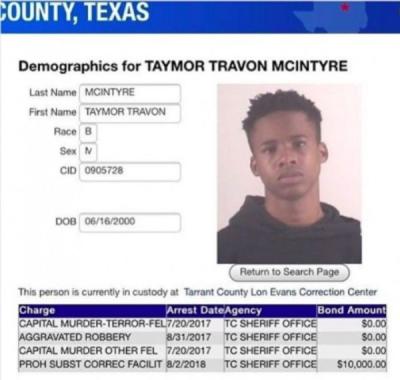 COUNTY, TEXAS
Demographics for TAYMOR TRAVON MCINTYRE
Last Name MCINTYRE
First Name TAYMOR TRAVON
Race B
Sex M
CID 0905728
DOB 06/16/2000
Return to Search Page
This person is currently in custody at Tarrant County Lon Evans Correction Center
Charge Arrest Date Agency Bond Amount
CAPITAL MURDER-TERROR-FEL 7/20/2017 TC SHERIFF OFFICE $0.00
AGGRAVATED ROBBERY 8/31/2017 TC SHERIFF OFFICE $0.00
CAPITAL MURDER OTHER FEL 7/20/2017 TC SHERIFF OFFICE $0.00
PROH SUBST CORREC FACILIT 8/2/2018 TC SHERIFF OFFICE $10,000.00